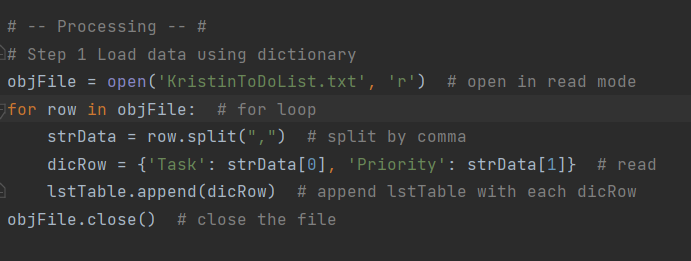 # -- Processing -- #
# Step 1 Load data using dictionary
objFile = open('KristinToDoList.txt', 'r')  # open in read mode
for row in objFile:  # for loop
    strData = row.split(",")  # split by comma
    dicRow = {'Task': strData[0], 'Priority': strData[1]}  # read
    lstTable.append(dicRow)  # append lstTable with each dicRow
objFile.close()  # close the file